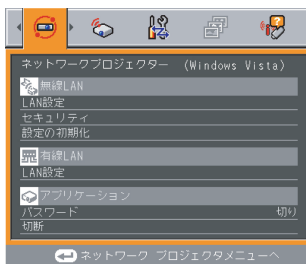 ネットワークプロジェクター (Windows Vista)
無線LAN
LAN設定
セキュリティ
設定の初期化
有線LAN
LAN設定
アプリケーション
パスワード 切り
切断
ネットワーク プロジェクタメニューへ